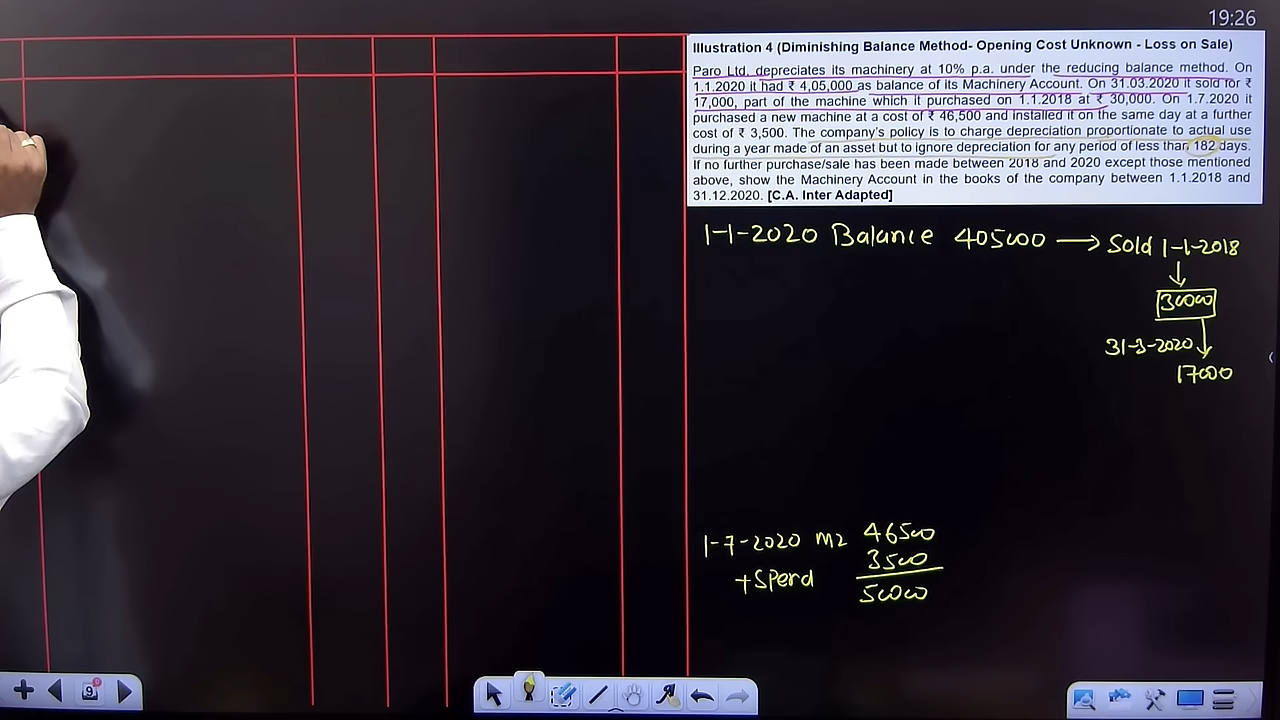 19:26
Illustration 4 (Diminishing Balance Method- Opening Cost Unknown - Loss on Sale)
Paro Ltd. depreciates its machinery at 10% p.a. under the reducing balance method. On
1.1.2020 it had ₹ 4,05,000 as balance of its Machinery Account. On 31.03.2020 it sold for ₹
17,000, part of the machine which it purchased on 1.1.2018 at ₹ 30,000. On 1.7.2020 it
purchased a new machine at a cost of ₹ 46,500 and installed it on the same day at a further
cost of ₹ 3,500. The company's policy is to charge depreciation proportionate to actual use
during a year made of an asset but to ignore depreciation for any period of less than 182 days.
If no further purchase/sale has been made between 2018 and 2020 except those mentioned
above, show the Machinery Account in the books of the company between 1.1.2018 and
31.12.2020. [C.A. Inter Adapted]
1-1-2020 Balance 405000 → Sold 1-1-2018
↓
30000
31-3-2020 ↓
17000
1-7-2020 m2 46500
+Spend 3500
50000
9